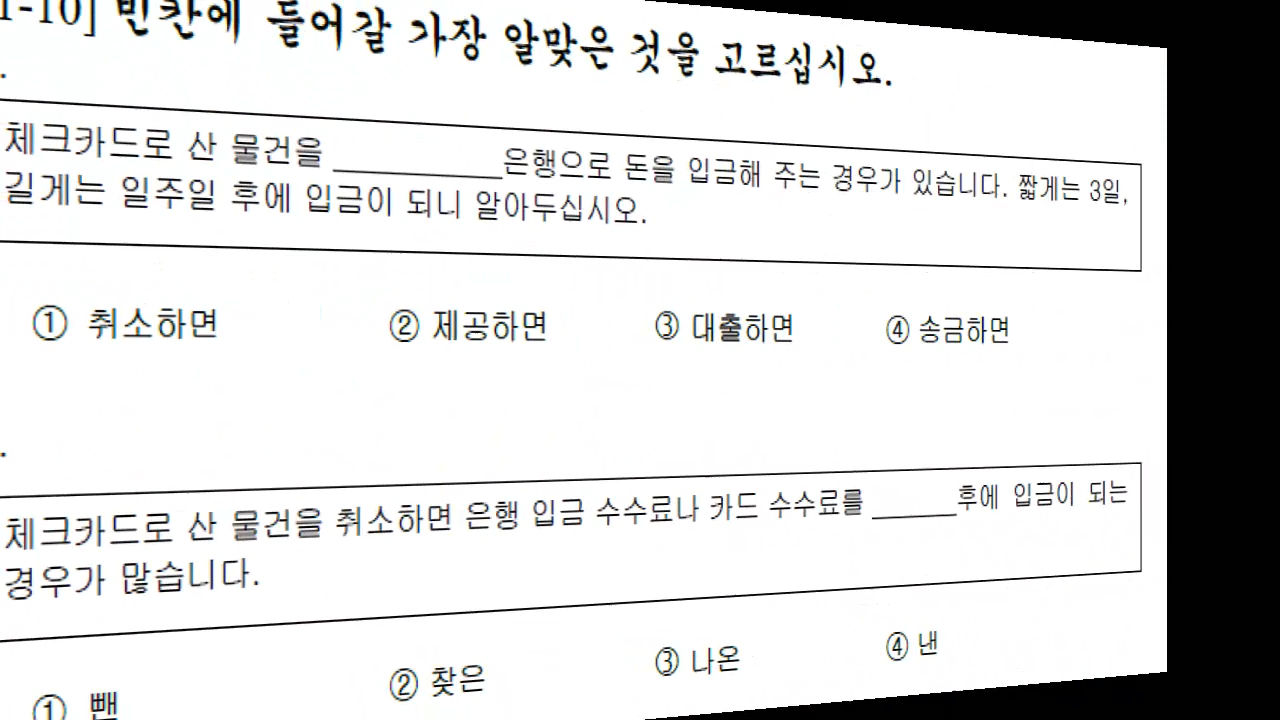 1-10] 빈칸에 들어갈 가장 알맞은 것을 고르십시오.
.
체크카드로 산 물건을 __________은행으로 돈을 입금해 주는 경우가 있습니다. 짧게는 3일,
길게는 일주일 후에 입금이 되니 알아두십시오.
① 취소하면 ② 제공하면 ③ 대출하면 ④ 송금하면
.
체크카드로 산 물건을 취소하면 은행 입금 수수료나 카드 수수료를 ______후에 입금이 되는
경우가 많습니다.
① 뺀 ② 찾은 ③ 나온 ④ 낸